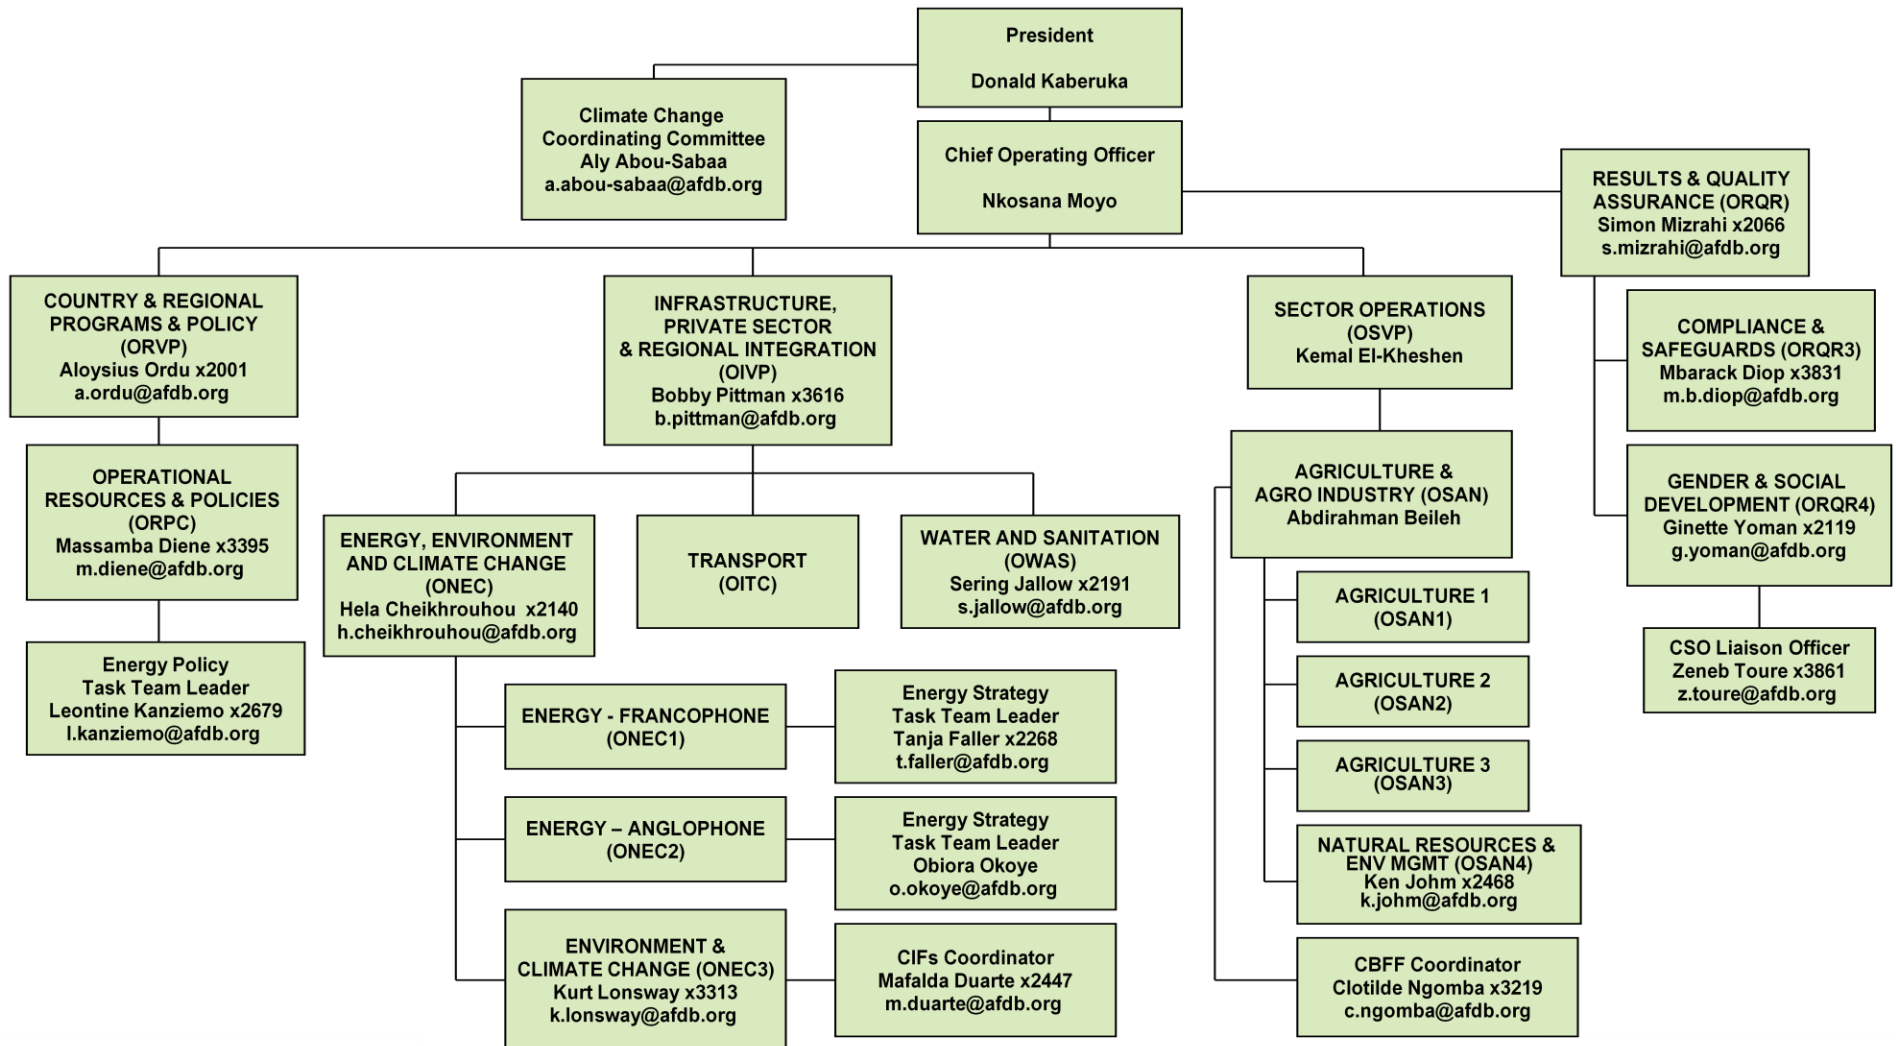 President
Donald Kaberuka
Climate Change
Coordinating Committee
Aly Abou-Sabaa
a.abou-sabaa@afdb.org
Chief Operating Officer
Nkosana Moyo
RESULTS & QUALITY
ASSURANCE (ORQR)
Simon Mizrahi x2066
s.mizrahi@afdb.org
COUNTRY & REGIONAL
PROGRAMS & POLICY
(ORVP)
Aloysius Ordu x2001
a.ordu@afdb.org
INFRASTRUCTURE,
PRIVATE SECTOR
& REGIONAL INTEGRATION
(OIVP)
Bobby Pittman x3616
b.pittman@afdb.org
SECTOR OPERATIONS
(OSVP)
Kemal El-Kheshen
COMPLIANCE &
SAFEGUARDS (ORQR3)
Mbarack Diop x3831
m.b.diop@afdb.org
OPERATIONAL
RESOURCES & POLICIES
(ORPC)
Massamba Diene x3395
m.diene@afdb.org
ENERGY, ENVIRONMENT
AND CLIMATE CHANGE
(ONEC)
Hela Cheikhrouhou x2140
h.cheikhrouhou@afdb.org
TRANSPORT
(OITC)
WATER AND SANITATION
(OWAS)
Sering Jallow x2191
s.jallow@afdb.org
AGRICULTURE &
AGRO INDUSTRY (OSAN)
Abdirahman Beileh
GENDER & SOCIAL
DEVELOPMENT (ORQR4)
Ginette Yoman x2119
g.yoman@afdb.org
Energy Policy
Task Team Leader
Leontine Kanziemo x2679
l.kanziemo@afdb.org
ENERGY - FRANCOPHONE
(ONEC1)
Energy Strategy
Task Team Leader
Tanja Faller x2268
t.faller@afdb.org
AGRICULTURE 1
(OSAN1)
AGRICULTURE 2
(OSAN2)
CSO Liaison Officer
Zeneb Toure x3861
z.toure@afdb.org
AGRICULTURE 3
(OSAN3)
ENERGY – ANGLOPHONE
(ONEC2)
Energy Strategy
Task Team Leader
Obiora Okoye
o.okoye@afdb.org
NATURAL RESOURCES &
ENV MGMT (OSAN4)
Ken Johm x2468
k.johm@afdb.org
ENVIRONMENT &
CLIMATE CHANGE (ONEC3)
Kurt Lonsway x3313
k.lonsway@afdb.org
CIFs Coordinator
Mafalda Duarte x2447
m.duarte@afdb.org
CBFF Coordinator
Clotilde Ngomba x3219
c.ngomba@afdb.org